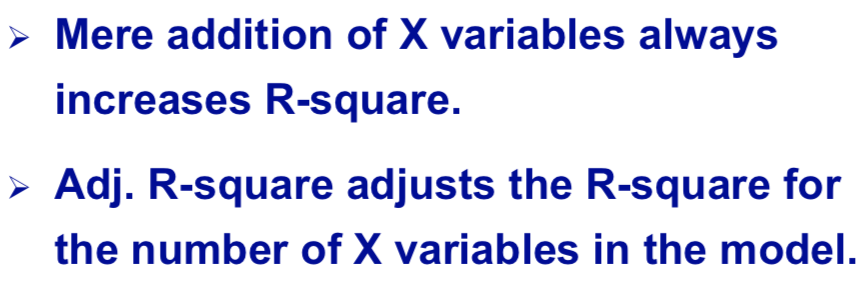 ➢ Mere addition of X variables always
increases R-square.
➢ Adj. R-square adjusts the R-square for
the number of X variables in the model.